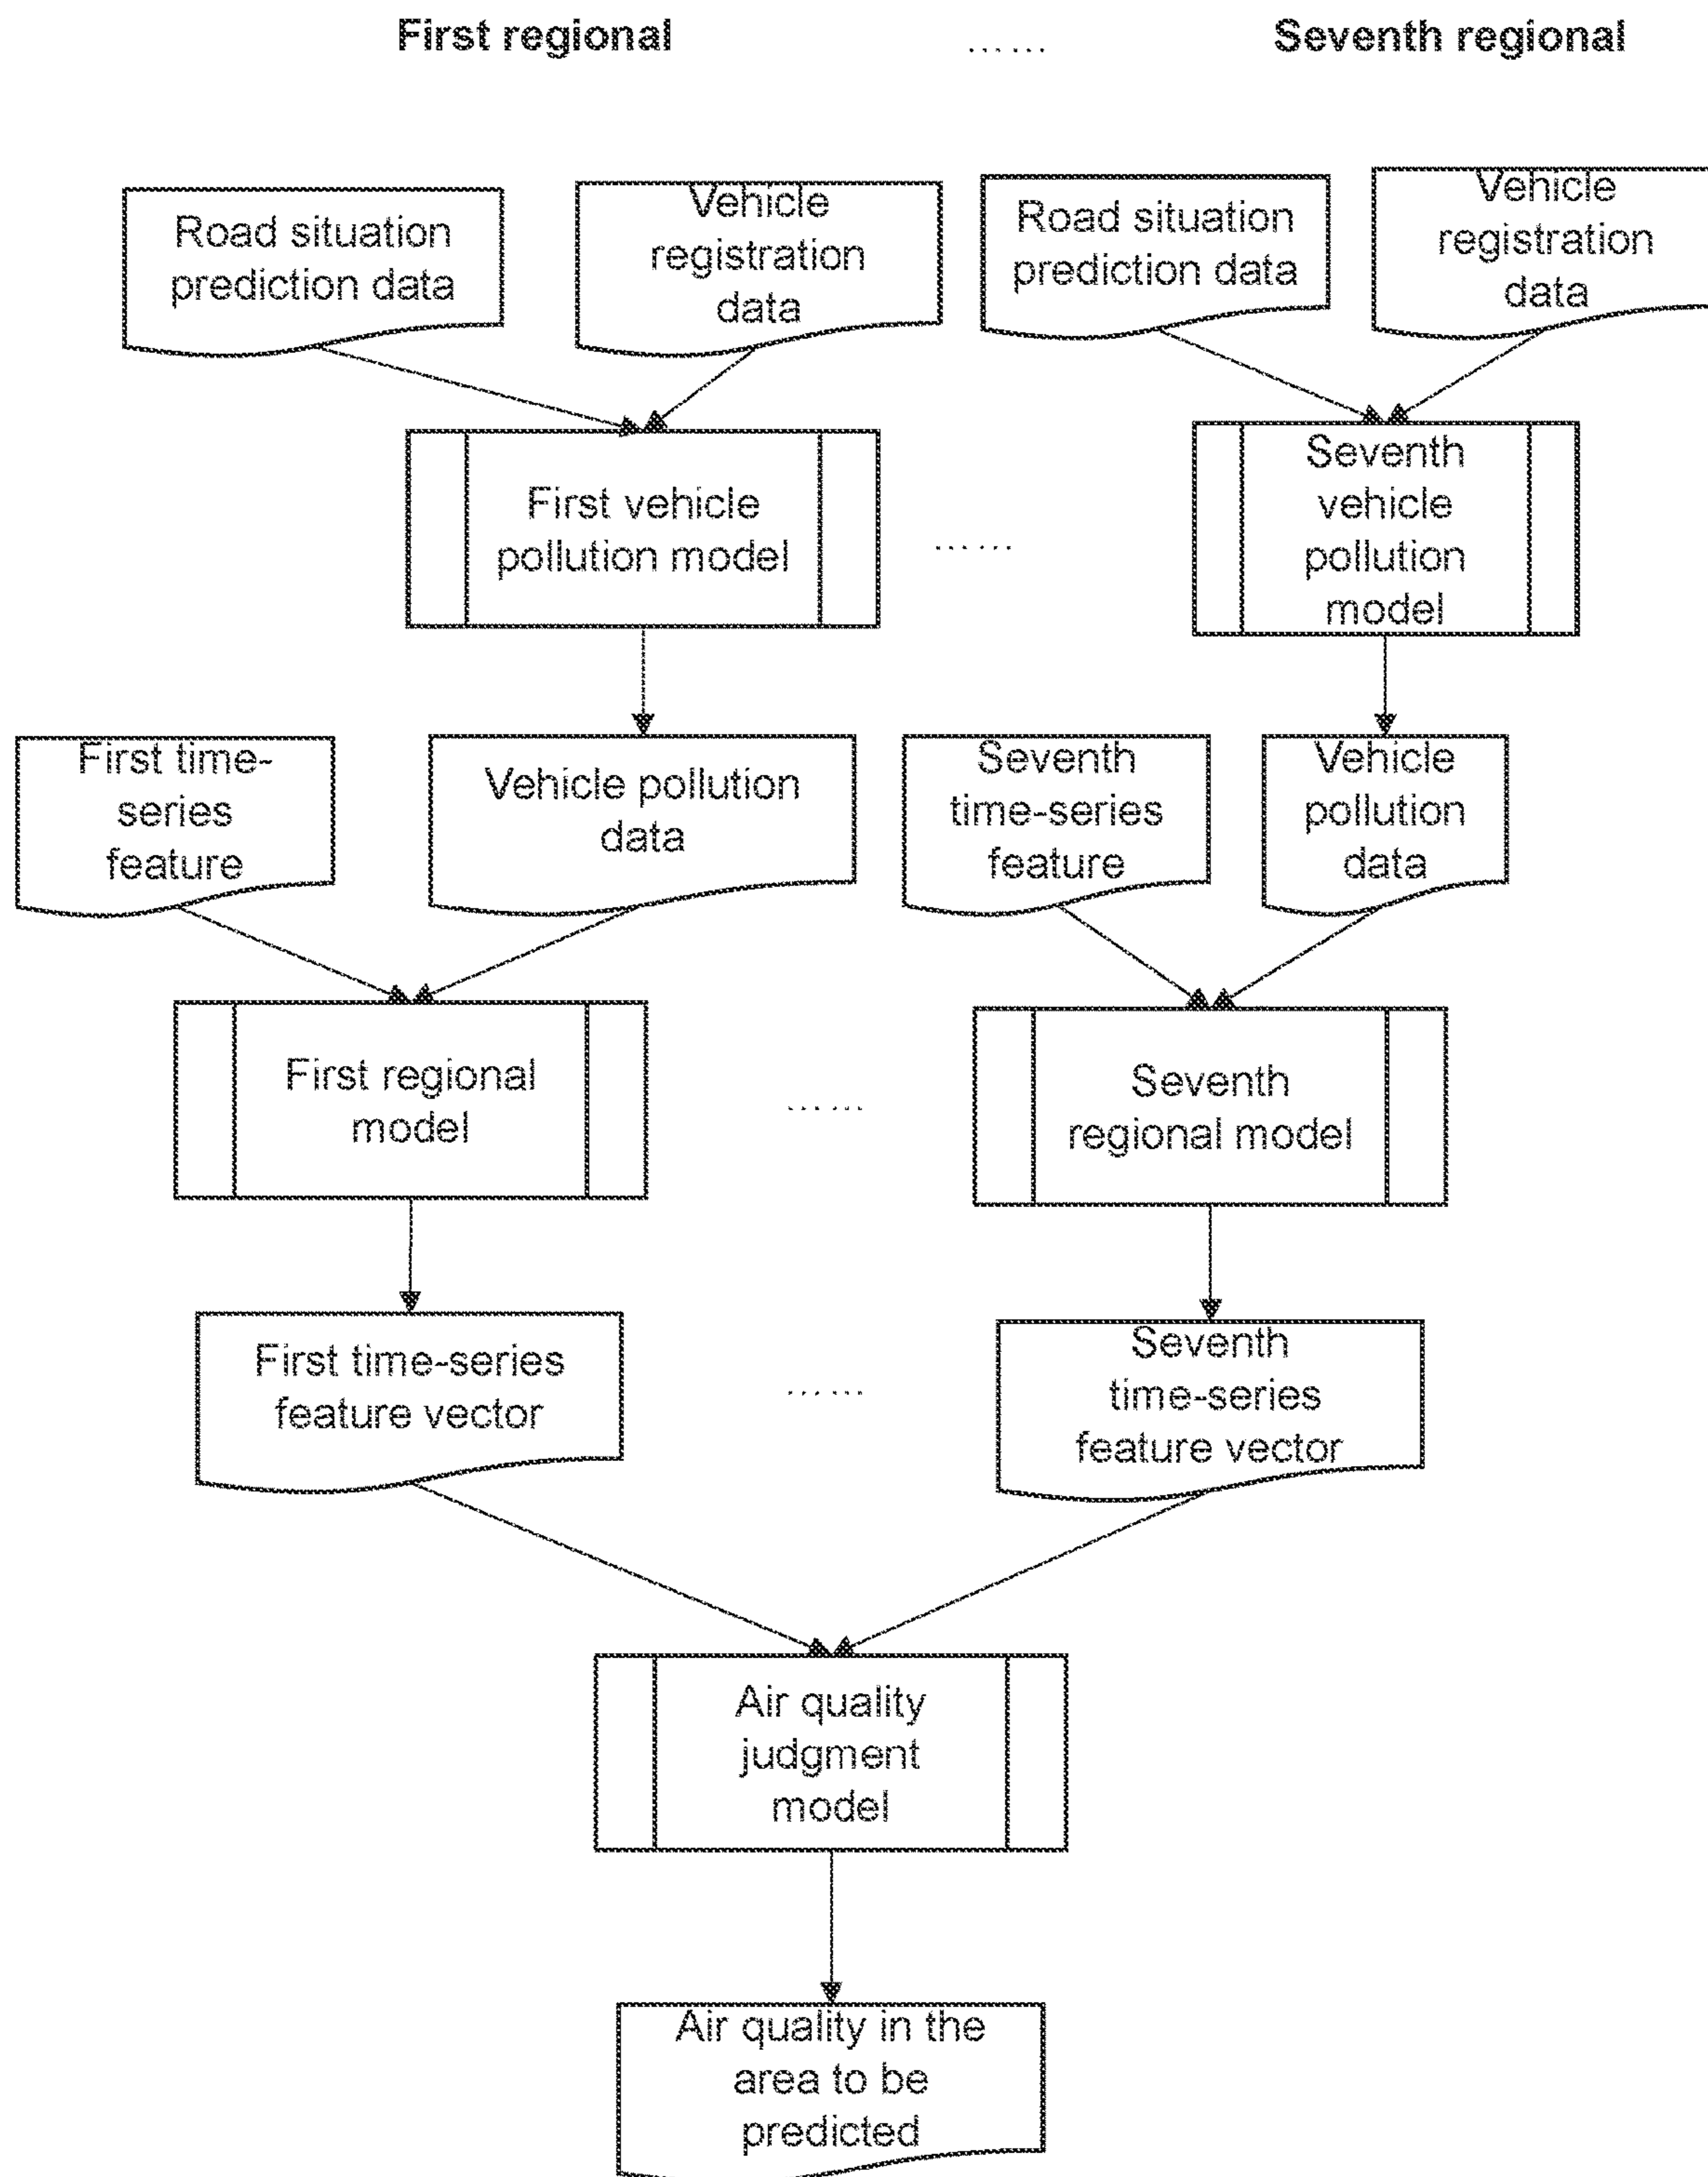 First regional
... ...
Seventh regional
Road situation
prediction data
Vehicle
registration
data
Road situation
prediction data
Vehicle
registration
data
First vehicle
pollution model
... ...
Seventh
vehicle
pollution
model
First time-
series
feature
Vehicle pollution
data
Seventh
time-series
feature
Vehicle
pollution
data
First regional
model
... ...
Seventh
regional model
First time-series
feature vector
... ...
Seventh
time-series
feature vector
Air quality
judgment
model
Air quality in the
area to be
predicted